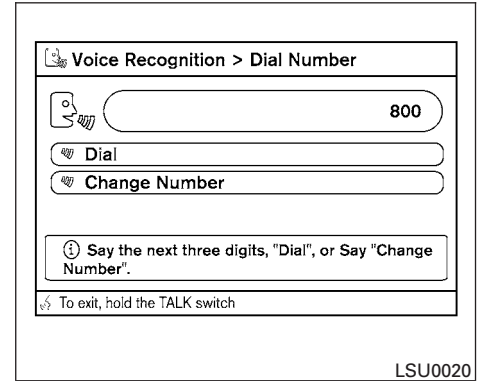 Voice Recognition > Dial Number
800
Dial
Change Number
Say the next three digits, "Dial", or Say "Change
Number".
To exit, hold the TALK switch
LSU0020